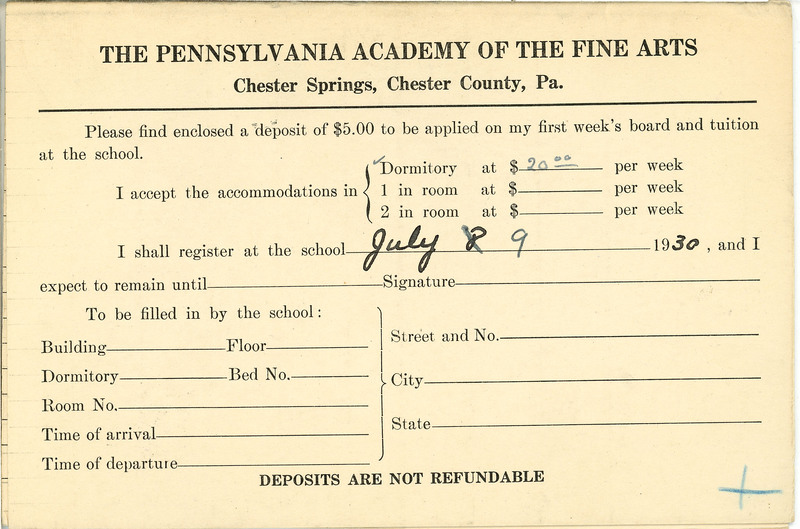 THE PENNSYLVANIA ACADEMY OF THE FINE ARTS
Chester Springs, Chester County, Pa.
Please find enclosed a deposit of $5.00 to be applied on my first week's board and tuition
at the school.
I accept the accommodations in
Dormitory at $ 20.00 per week
1 in room at $ per week
2 in room at $ per week
I shall register at the school July 8 9 1930, and I
expect to remain until Signature
To be filled in by the school:
Building Floor
Dormitory Bed No.
Room No.
Time of arrival
Time of departure
Street and No.
City
State
DEPOSITS ARE NOT REFUNDABLE